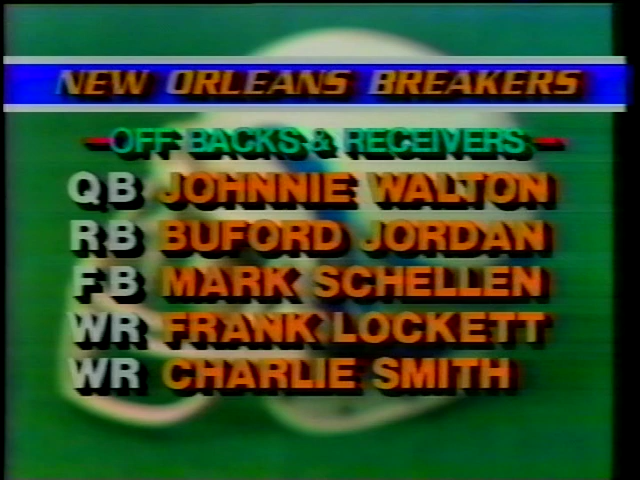 NEW ORLEANS BREAKERS
OFF BACKS & RECEIVERS
QB JOHNNIE WALTON
RB BUFORD JORDAN
FB MARK SCHELLEN
WR FRANK LOCKETT
WR CHARLIE SMITH